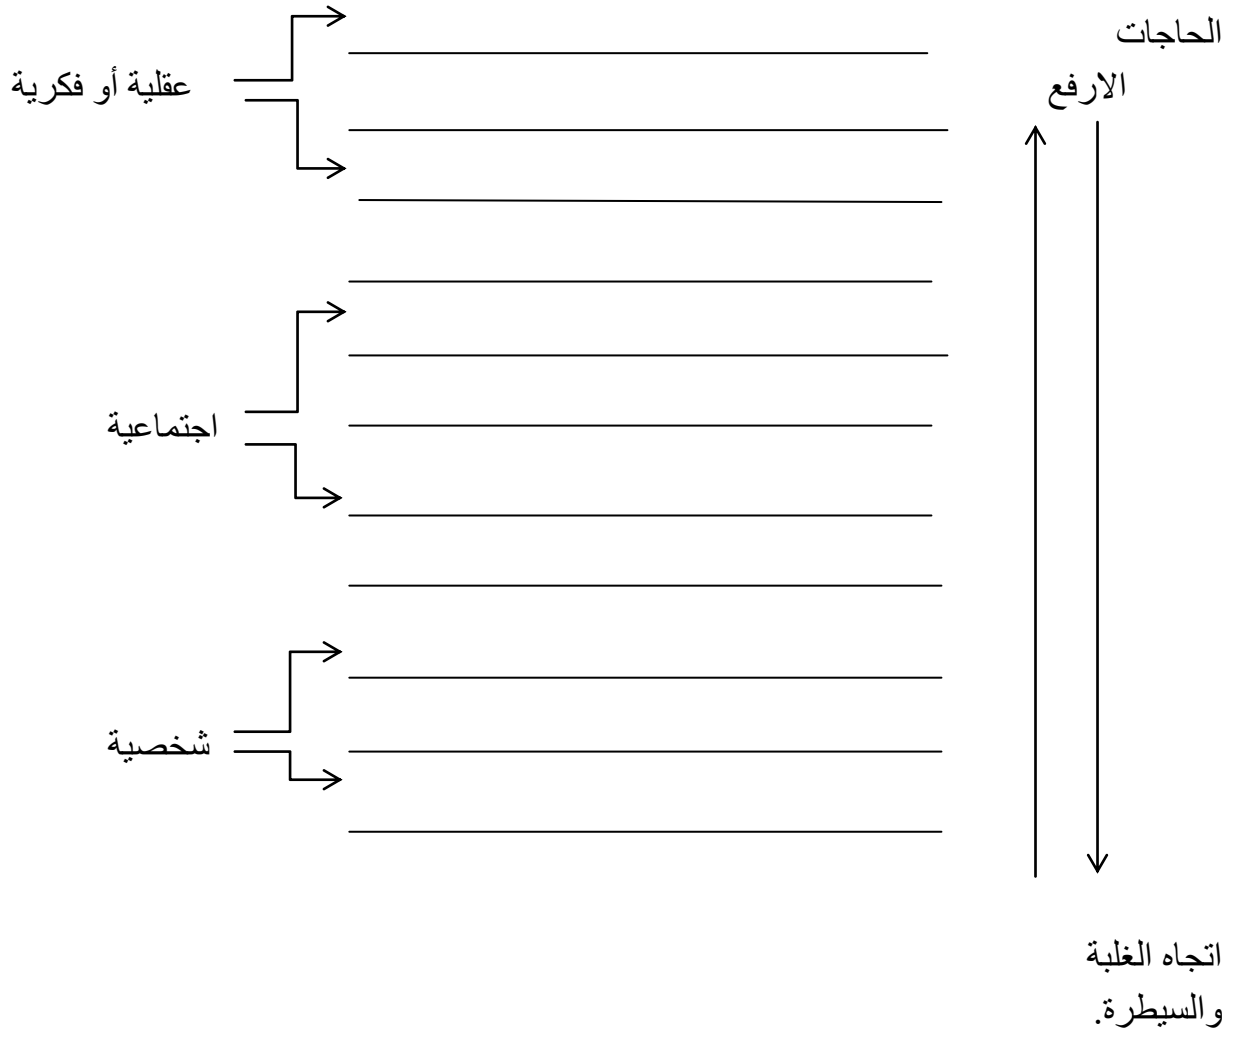 الحاجات
الارفع
عقلية أو فكرية
اجتماعية
شخصية
اتجاه الغلبة
والسيطرة.